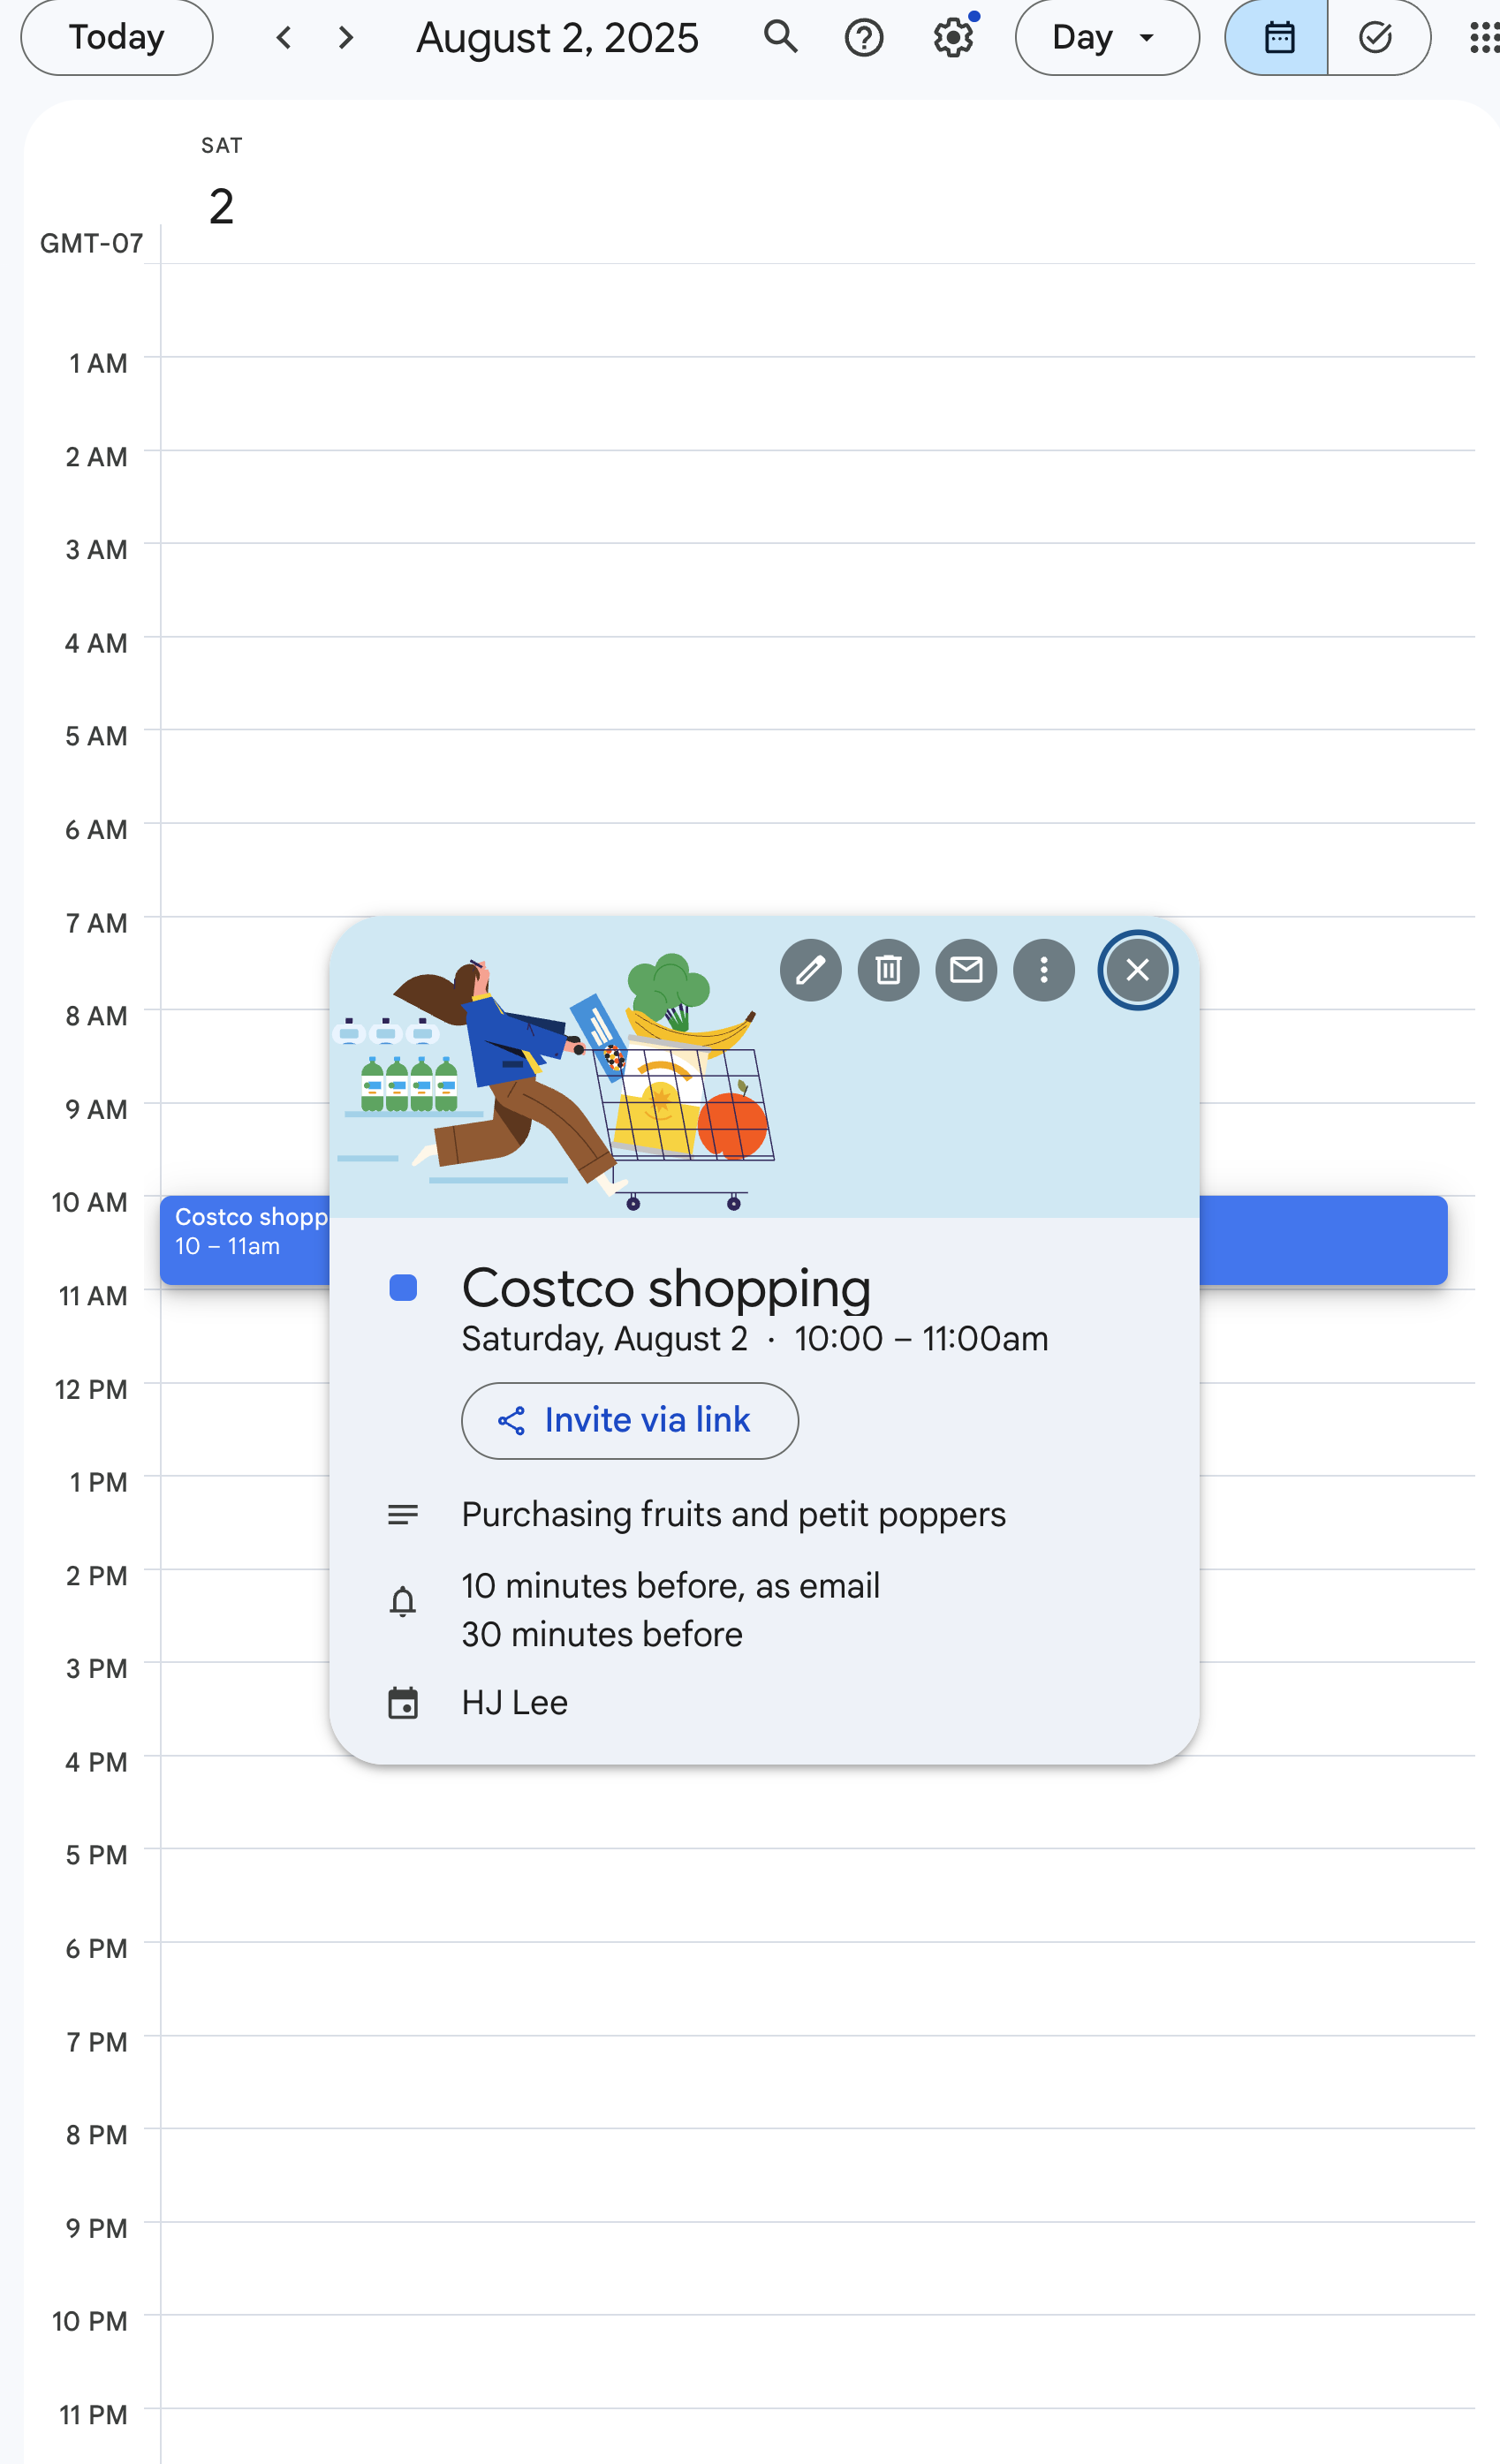 Today
August 2, 2025
Day
SAT
2
GMT-07
1 AM
2 AM
3 AM
4 AM
5 AM
6 AM
7 AM
8 AM
9 AM
10 AM
Costco shopp
10 – 11am
11 AM
12 PM
1 PM
2 PM
3 PM
4 PM
5 PM
6 PM
7 PM
8 PM
9 PM
10 PM
11 PM
Costco shopping
Saturday, August 2 · 10:00 – 11:00am
Invite via link
Purchasing fruits and petit poppers
10 minutes before, as email
30 minutes before
HJ Lee